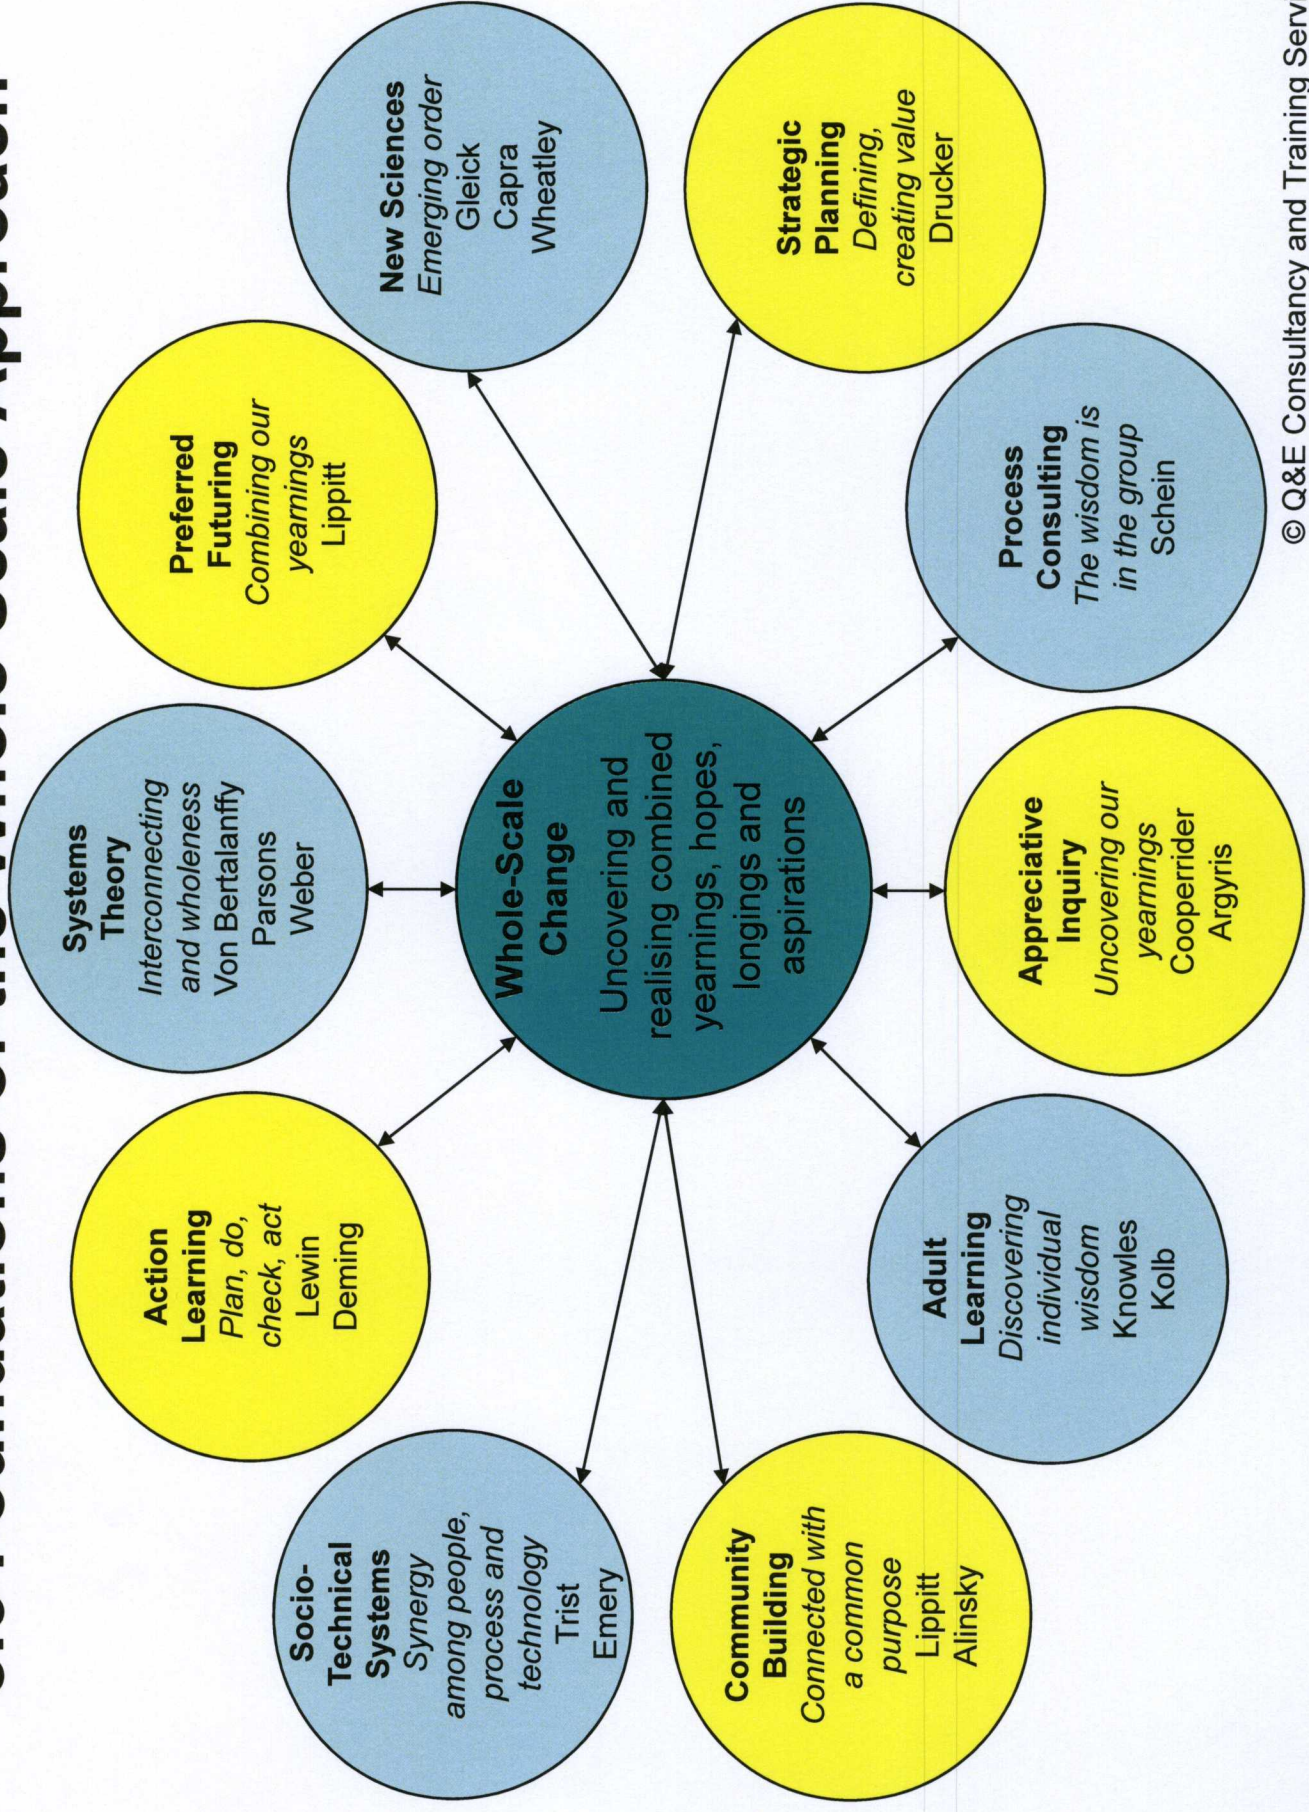 Foundations of the Whole-Scale Approach
Systems
Theory
Interconnecting
and wholeness
Von Bertalanffy
Parsons
Weber
Action
Learning
Plan, do,
check, act
Lewin
Deming
Preferred
Futuring
Combining our
yearnings
Lippitt
Socio-
Technical
Systems
Synergy
among people,
process and
technology
Trist
Emery
New Sciences
Emerging order
Gleick
Capra
Wheatley
Whole-Scale
Change
Uncovering and
realising combined
yearnings, hopes,
longings and
aspirations
Community
Building
Connected with
a common
purpose
Lippitt
Alinsky
Strategic
Planning
Defining,
creating value
Drucker
Adult
Learning
Discovering
individual
wisdom
Knowles
Kolb
Appreciative
Inquiry
Uncovering our
yearnings
Cooperrider
Argyris
Process
Consulting
The wisdom is
in the group
Schein
© Q&E Consultancy and Training Servi